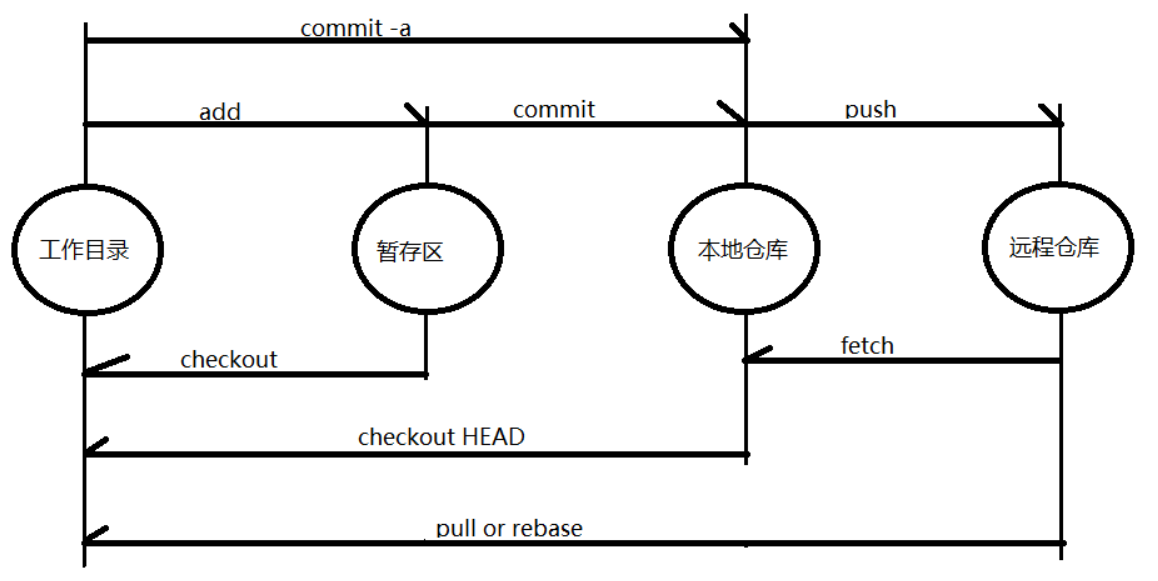 commit -a
add
commit
push
工作目录
暂存区
本地仓库
远程仓库
checkout
fetch
checkout HEAD
pull or rebase